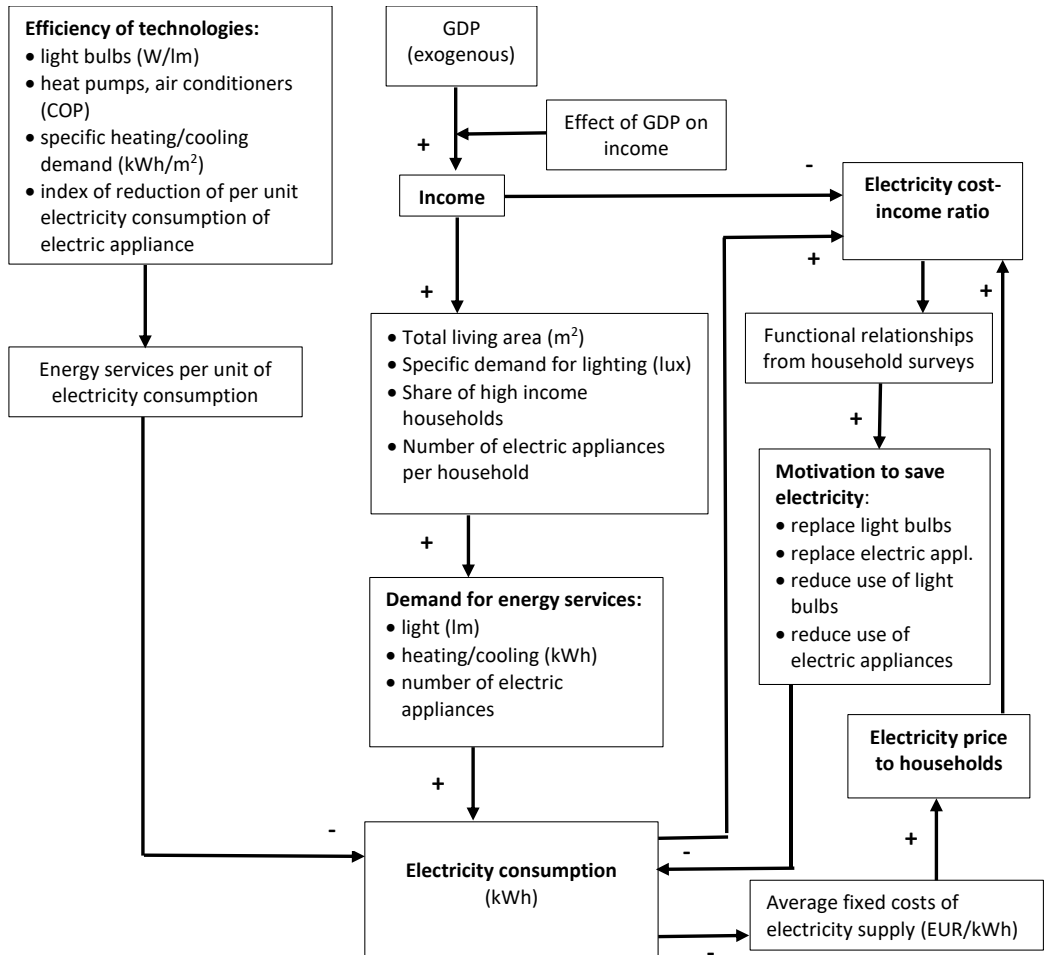 Efficiency of technologies:
• light bulbs (W/lm)
• heat pumps, air conditioners
(COP)
• specific heating/cooling
demand (kWh/m²)
• index of reduction of per unit
electricity consumption of
electric appliance
GDP
(exogenous)
+
Effect of GDP on
income
Income
-
Electricity cost-
income ratio
+
+
+
Energy services per unit of
electricity consumption
• Total living area (m²)
• Specific demand for lighting (lux)
• Share of high income
households
• Number of electric appliances
per household
Functional relationships
from household surveys
+
+
Motivation to save
electricity:
• replace light bulbs
• replace electric appl.
• reduce use of light
bulbs
• reduce use of
electric appliances
Demand for energy services:
• light (lm)
• heating/cooling (kWh)
• number of electric
appliances
+
Electricity price
to households
+
-
-
Electricity consumption
(kWh)
-
Average fixed costs of
electricity supply (EUR/kWh)